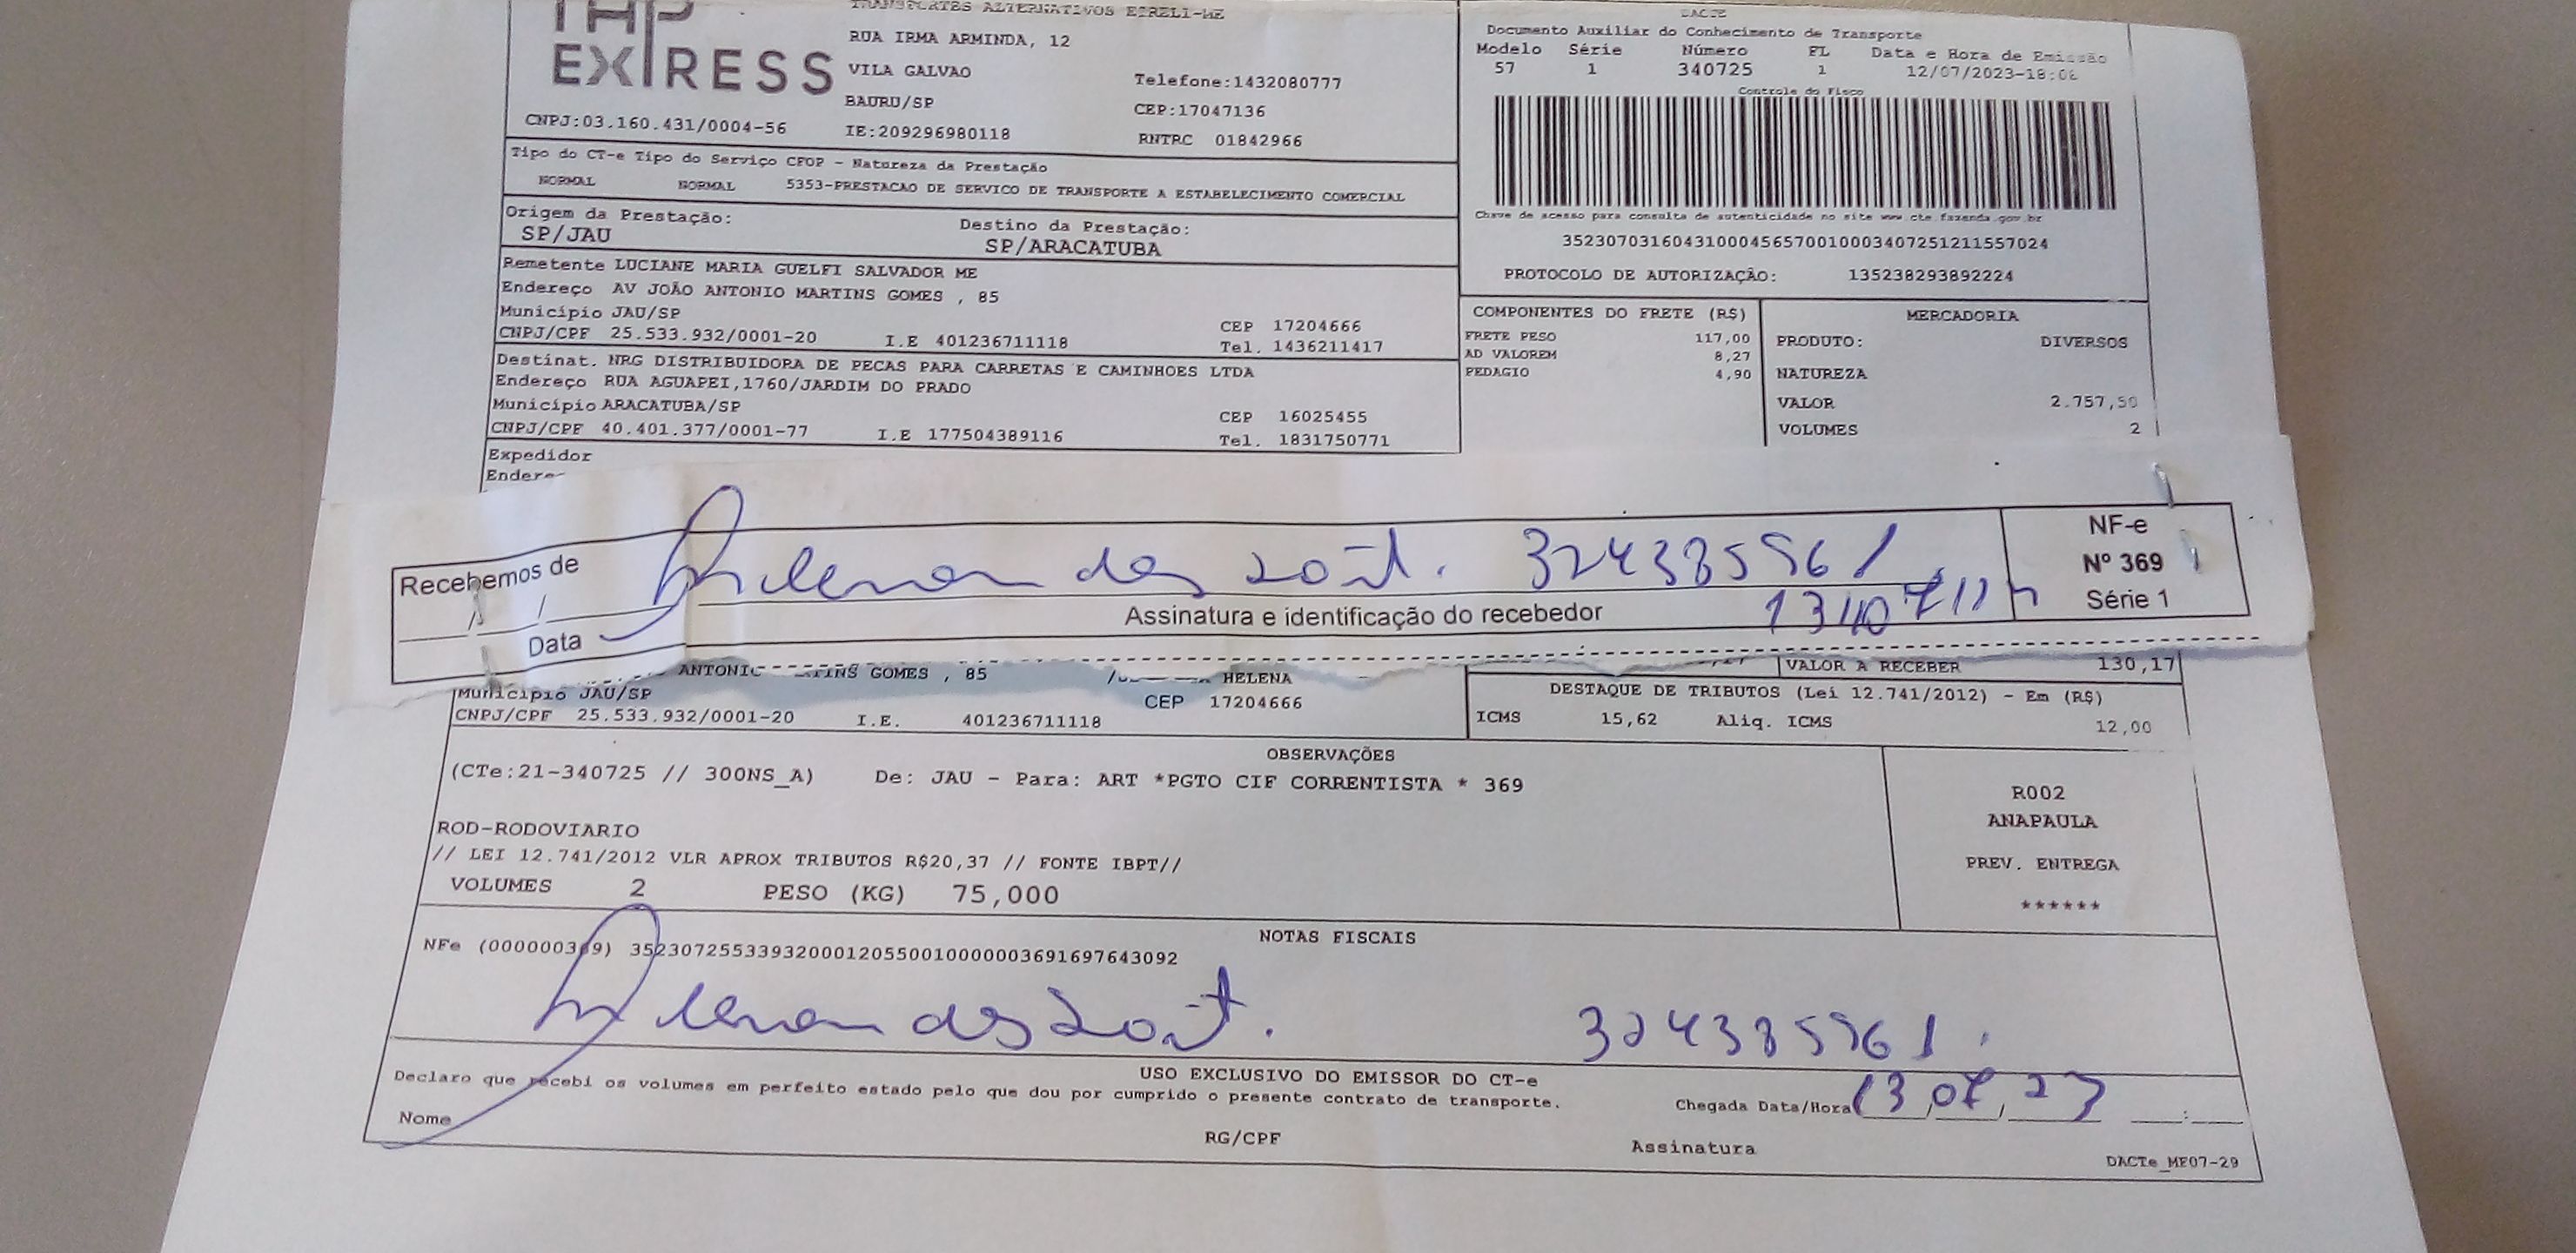 THP
EXPRESS
TRANSPORTES ALTERNATIVOS EIRELI-ME
RUA IRMA ARMINDA, 12
VILA GALVAO
Telefone:1432080777
BAURU/SP
CEP:17047136
CNPJ:03.160.431/0004-56
IE:209296980118
RNTRC 01842966
DACTE
Documento Auxiliar do Conhecimento de Transporte
Modelo Série Número FL Data e Hora de Emissão
57 1 340725 1 12/07/2023-18:08
Controle do Fisco
Chave de acesso para consulta de autenticidade no site www.cte.fazenda.gov.br
35230703160431000456570010003407251211557024
PROTOCOLO DE AUTORIZAÇÃO: 135238293892224
Tipo do CT-e Tipo do Serviço CFOP - Natureza da Prestação
NORMAL NORMAL 5353-PRESTACAO DE SERVICO DE TRANSPORTE A ESTABELECIMENTO COMERCIAL
Origem da Prestação: Destino da Prestação:
SP/JAU SP/ARACATUBA
Remetente LUCIANE MARIA GUELFI SALVADOR ME
Endereço AV JOÃO ANTONIO MARTINS GOMES , 85
Município JAU/SP CEP 17204666
CNPJ/CPF 25.533.932/0001-20 I.E 401236711118 Tel. 1436211417
Destinat. NRG DISTRIBUIDORA DE PECAS PARA CARRETAS E CAMINHOES LTDA
Endereço RUA AGUAPEI,1760/JARDIM DO PRADO
Município ARACATUBA/SP CEP 16025455
CNPJ/CPF 40.401.377/0001-77 I.E 177504389116 Tel. 1831750771
Expedidor
COMPONENTES DO FRETE (R$)
FRETE PESO 117,00
AD VALOREM 8,27
PEDAGIO 4,90
MERCADORIA
PRODUTO: DIVERSOS
NATUREZA
VALOR 2.757,50
VOLUMES 2
Recebemos de
324385561
NF-e
Nº 369
Série 1
Data
Assinatura e identificação do recebedor
GOMES , 85 HELENA
Município JAU/SP CEP 17204666
CNPJ/CPF 25.533.932/0001-20 I.E. 401236711118
VALOR A RECEBER 130,17
DESTAQUE DE TRIBUTOS (Lei 12.741/2012) - Em (R$)
ICMS 15,62 Aliq. ICMS 12,00
OBSERVAÇÕES
(CTe:21-340725 // 300NS_A) De: JAU - Para: ART *PGTO CIF CORRENTISTA * 369
ROD-RODOVIARIO
// LEI 12.741/2012 VLR APROX TRIBUTOS R$20,37 // FONTE IBPT//
VOLUMES 2 PESO (KG) 75,000
R002
ANAPAULA
PREV. ENTREGA
******
NOTAS FISCAIS
NFe (000000369) 35230725533932000120550010000003691697643092
324385561
USO EXCLUSIVO DO EMISSOR DO CT-e
Declaro que recebi os volumes em perfeito estado pelo que dou por cumprido o presente contrato de transporte.
Chegada Data/Hora 13/07/23
Nome RG/CPF Assinatura
DACTe_MF07-29